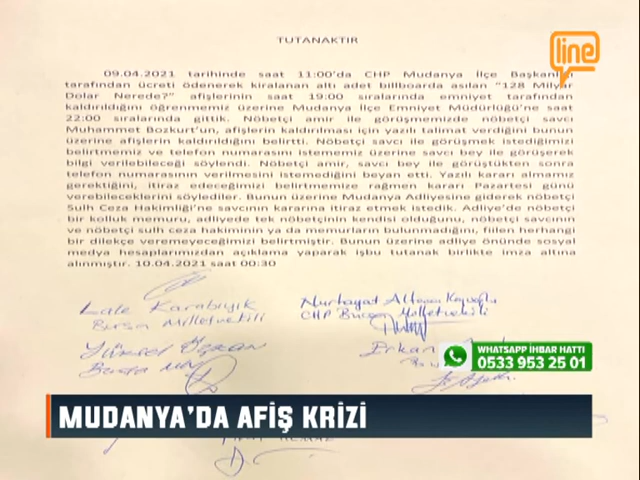 line
TUTANAKTIR
09.04.2021 tarihinde saat 11:00'da CHP Mudanya İlçe Başkanlığı
tarafından ücreti ödenerek kiralanan altı adet billboarda asılan "128 Milyar
Dolar Nerede?" afişlerinin saat 19:00 sıralarında emniyet tarafından
kaldırıldığını öğrenmemiz üzerine Mudanya İlçe Emniyet Müdürlüğü'ne saat
22:00 sıralarında gittik. Nöbetçi amir ile görüşmemizde nöbetçi savcı
Muhammet Bozkurt'un, afişlerin kaldırılması için yazılı talimat verdiğini bunun
üzerine afişlerin kaldırıldığını belirtti. Nöbetçi savcı ile görüşmek istediğimizi
belirtmemiz ve telefon numarasını istememiz üzerine savcı bey ile görüşerek
bilgi verilebileceği söylendi. Nöbetçi amir, savcı bey ile görüştükten sonra
telefon numarasının verilmesini istemediğini beyan etti. Yazılı kararı almamız
gerektiğini, itiraz edeceğimizi belirtmemize rağmen kararı Pazartesi günü
verebileceklerini söylediler. Bunun üzerine Mudanya Adliyesine giderek nöbetçi
Sulh Ceza Hakimliği'ne savcının kararına itiraz etmek istedik. Adliye'de nöbetçi
bir kolluk memuru, adliyede tek nöbetçinin kendisi olduğunu, nöbetçi savcının
ve nöbetçi sulh ceza hakiminin ya da memurların bulunmadığını, fiilen herhangi
bir dilekçe veremeyeceğimizi belirtmiştir. Bunun üzerine adliye önünde sosyal
medya hesaplarımızdan açıklama yaparak işbu tutanak birlikte imza altına
alınmıştır. 10.04.2021 saat 00:30
Lale Karabıyık
Bursa Milletvekili
Nurhayat Altaca Kayışoğlu
CHP Bursa Milletvekili
Yüksel Özkan
Bursa
Erkan
WHATSAPP İHBAR HATTI
0533 953 25 01
MUDANYA'DA AFİŞ KRİZİ